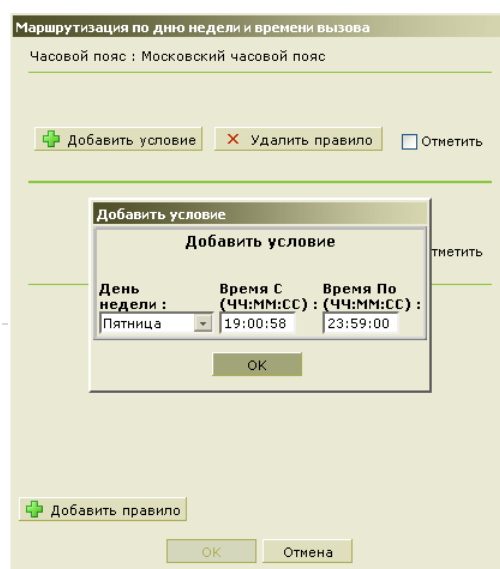 Маршрутизация по дню недели и времени вызова
Часовой пояс : Московский часовой пояс
Добавить условие Удалить правило Отметить
Добавить условие
Добавить условие
тметить
День недели : Время С (ЧЧ:ММ:СС) : Время По (ЧЧ:ММ:СС) :
Пятница 19:00:58 23:59:00
OK
Добавить правило
OK Отмена